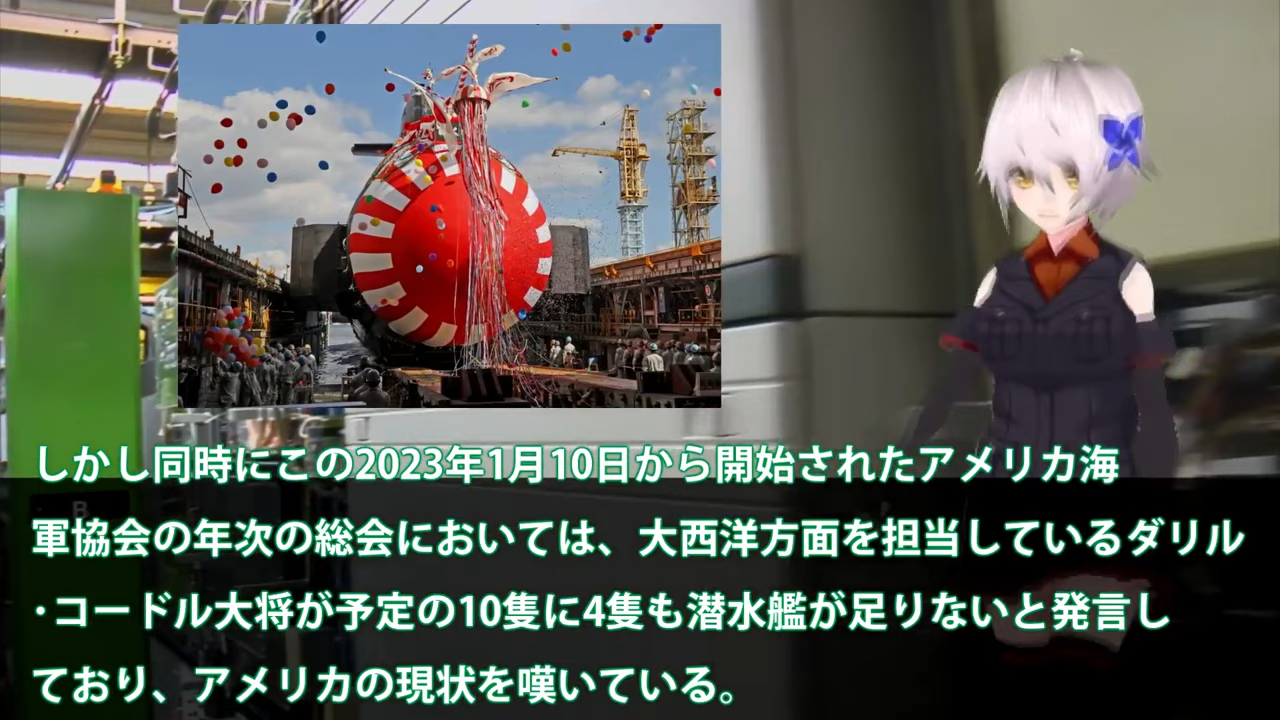 しかし同時にこの2023年1月10日から開始されたアメリカ海
軍協会の年次の総会においては、大西洋方面を担当しているダリル
・コードル大将が予定の10隻に4隻も潜水艦が足りないと発言し
ており、アメリカの現状を嘆いている。
B